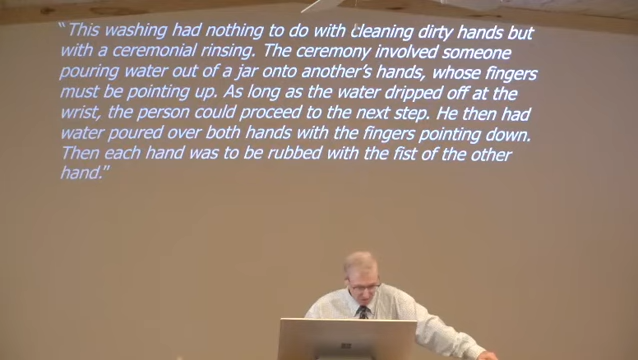 "This washing had nothing to do with cleaning dirty hands but
with a ceremonial rinsing. The ceremony involved someone
pouring water out of a jar onto another's hands, whose fingers
must be pointing up. As long as the water dripped off at the
wrist, the person could proceed to the next step. He then had
water poured over both hands with the fingers pointing down.
Then each hand was to be rubbed with the fist of the other
hand."